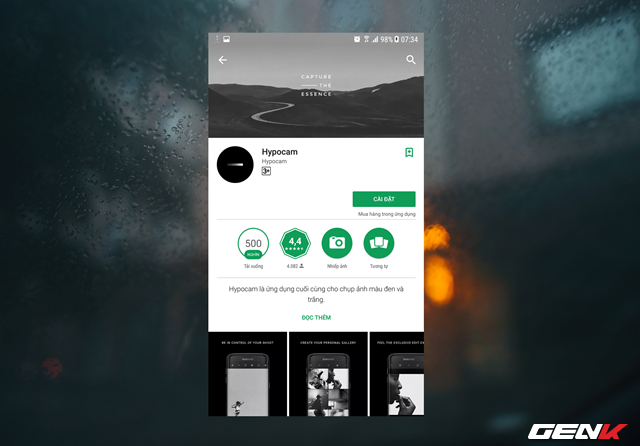 98% 07:34
CAPTURE
THE
ESSENCE
Hypocam
Hypocam
3+
CÀI ĐẶT
Mua hàng trong ứng dụng
500
NGHÌN
4,4
Tải xuống
4.082
Nhiếp ảnh
Tương tự
Hypocam là ứng dụng cuối cùng cho chụp ảnh màu đen và
trắng.
ĐỌC THÊM
BE IN CONTROL OF YOUR SHOOT
CREATE YOUR PERSONAL GALLERY
FEEL THE EXCLUSIVE EDIT EX
GENK